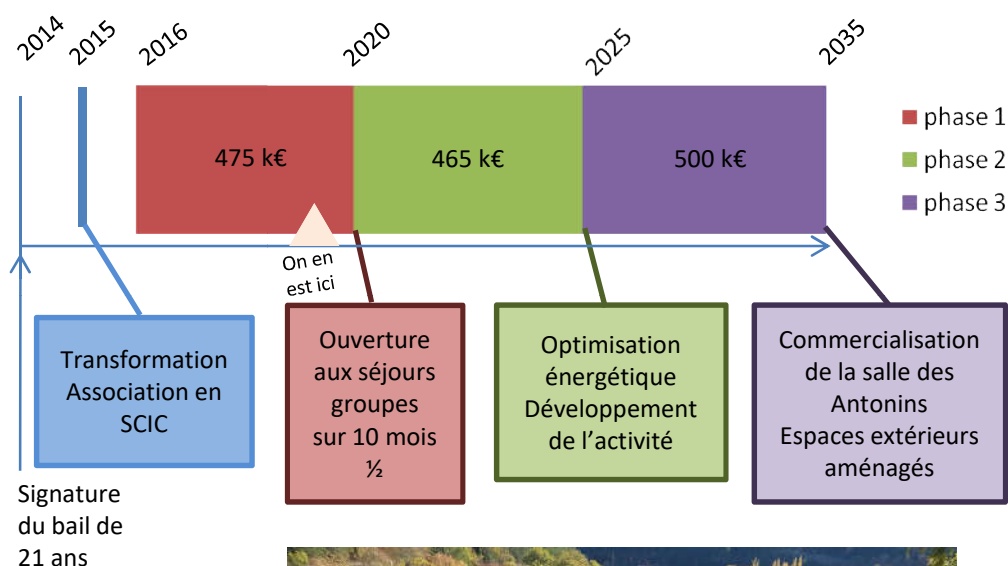 2014
2015
2016
2020
2025
2035
475 k€
465 k€
500 k€
phase 1
phase 2
phase 3
On en
est ici
Transformation
Association en
SCIC
Ouverture
aux séjours
groupes
sur 10 mois
½
Optimisation
énergétique
Développement
de l’activité
Commercialisation
de la salle des
Antonins
Espaces extérieurs
aménagés
Signature
du bail de
21 ans